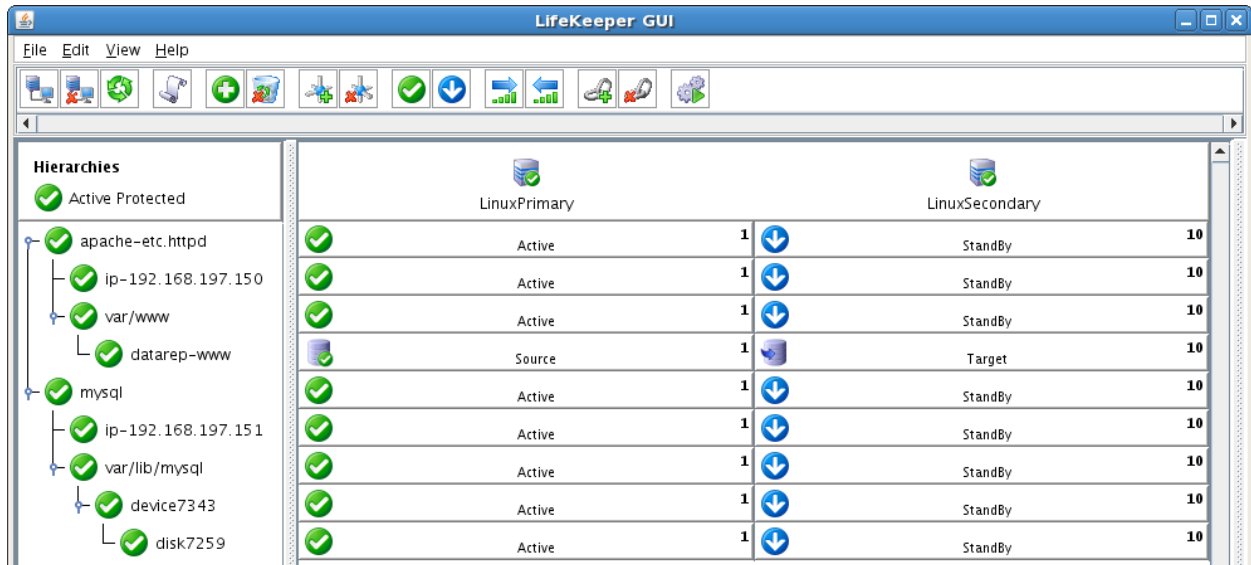 LifeKeeper GUI
File Edit View Help
Hierarchies
Active Protected
LinuxPrimary
LinuxSecondary
apache-etc.httpd Active 1 StandBy 10
ip-192.168.197.150 Active 1 StandBy 10
var/www Active 1 StandBy 10
datarep-www Source 1 Target 10
mysql Active 1 StandBy 10
ip-192.168.197.151 Active 1 StandBy 10
var/lib/mysql Active 1 StandBy 10
device7343 Active 1 StandBy 10
disk7259 Active 1 StandBy 10